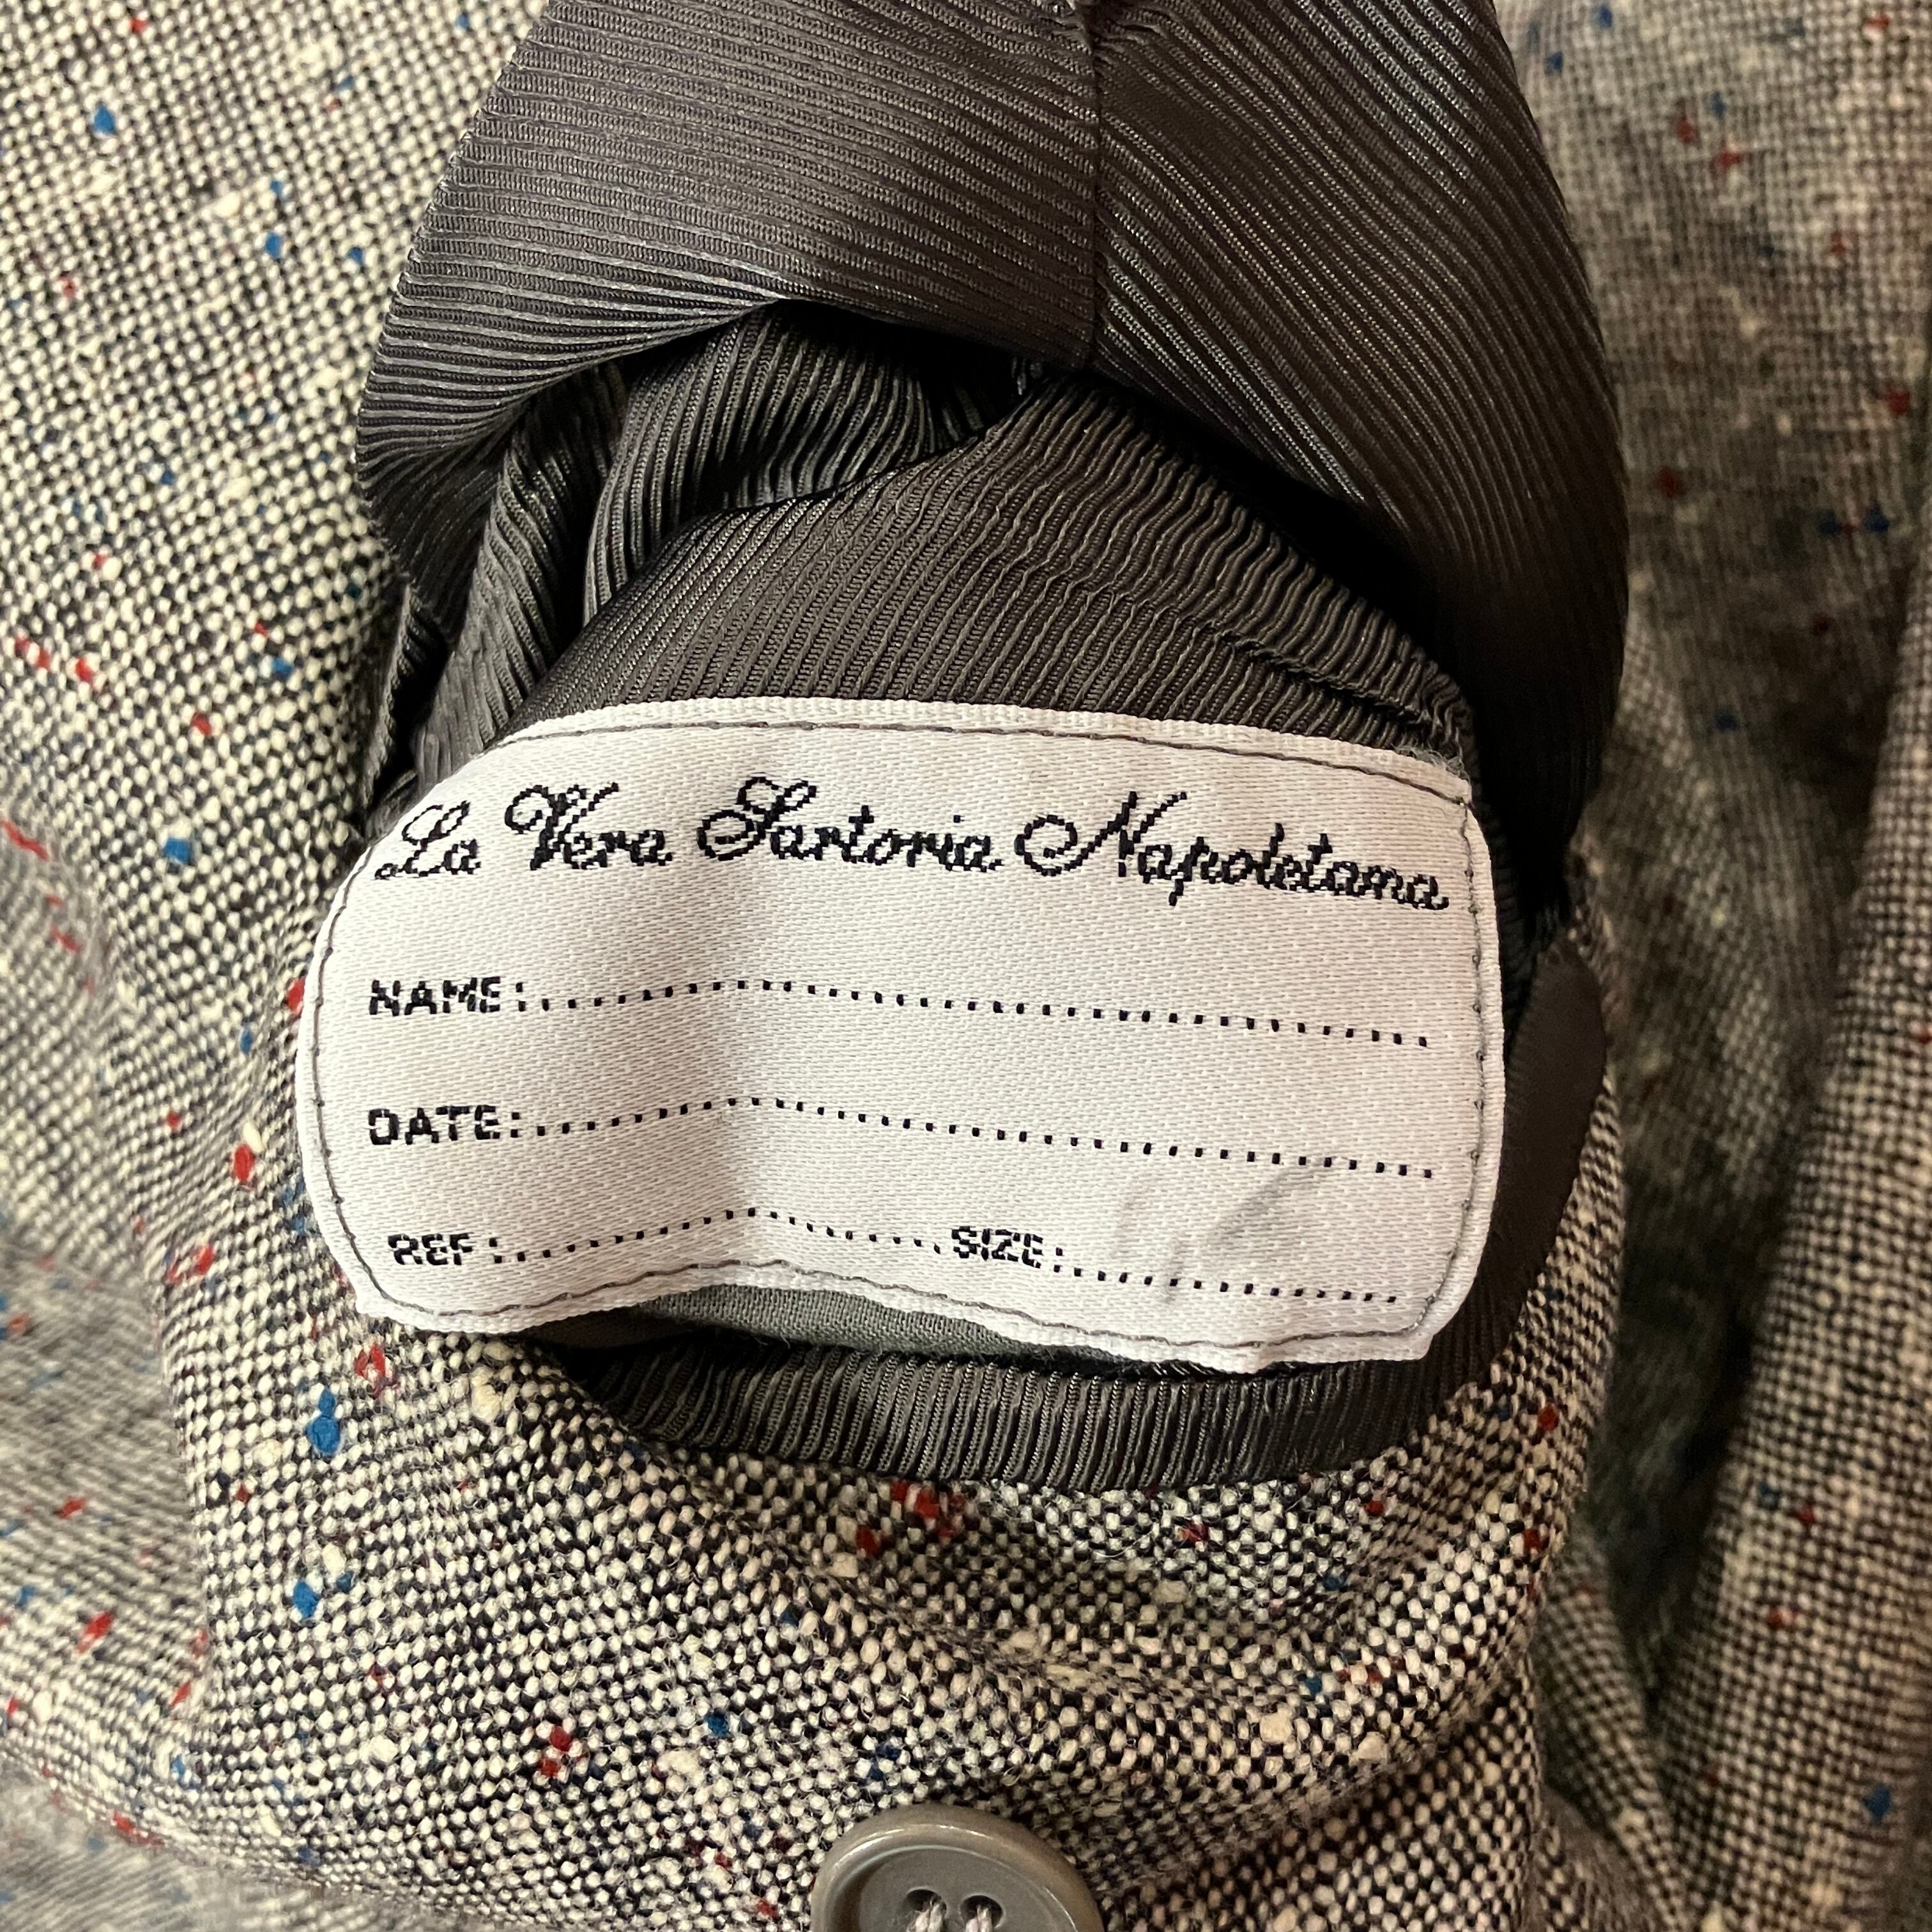 La Vera Sartoria Napoletana
NAME:........................................
DATE:........................................
REF:.................SIZE:..............